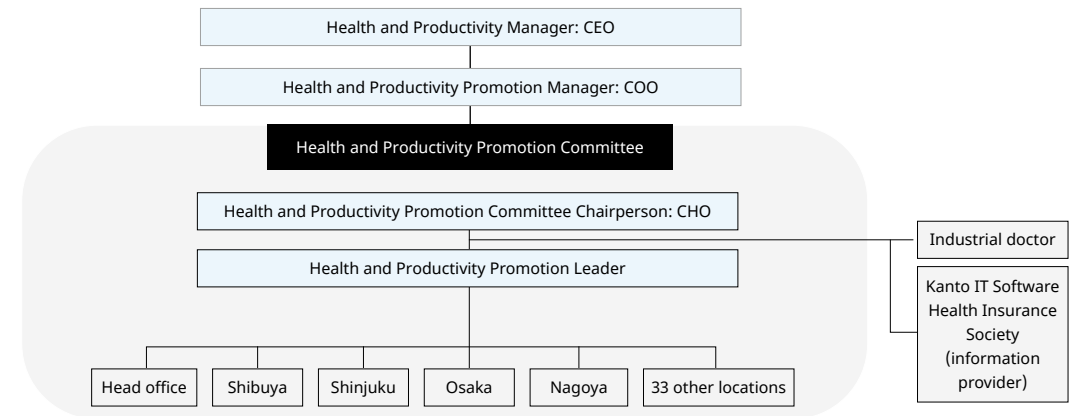 Health and Productivity Manager: CEO
Health and Productivity Promotion Manager: COO
Health and Productivity Promotion Committee
Health and Productivity Promotion Committee Chairperson: CHO
Industrial doctor
Health and Productivity Promotion Leader
Kanto IT Software
Health Insurance
Society
(information
provider)
Head office
Shibuya
Shinjuku
Osaka
Nagoya
33 other locations